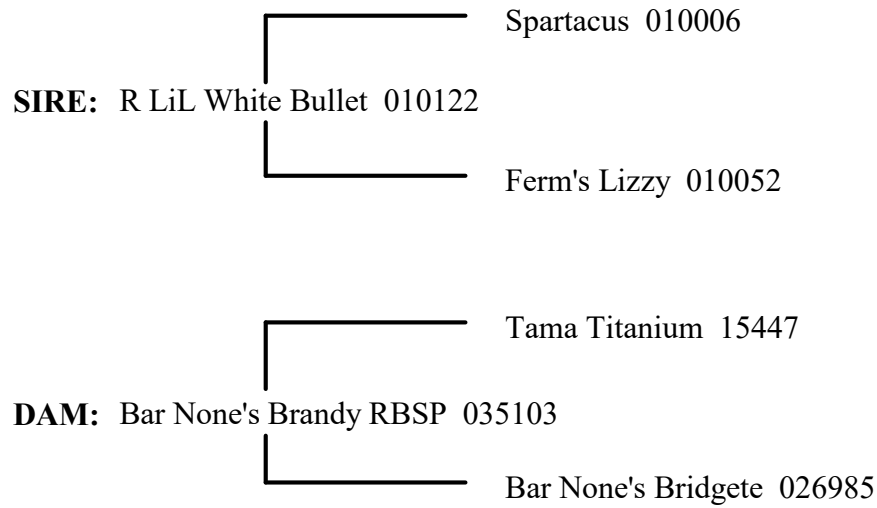 Spartacus 010006
SIRE: R LiL White Bullet 010122
Ferm's Lizzy 010052
Tama Titanium 15447
DAM: Bar None's Brandy RBSP 035103
Bar None's Bridgete 026985